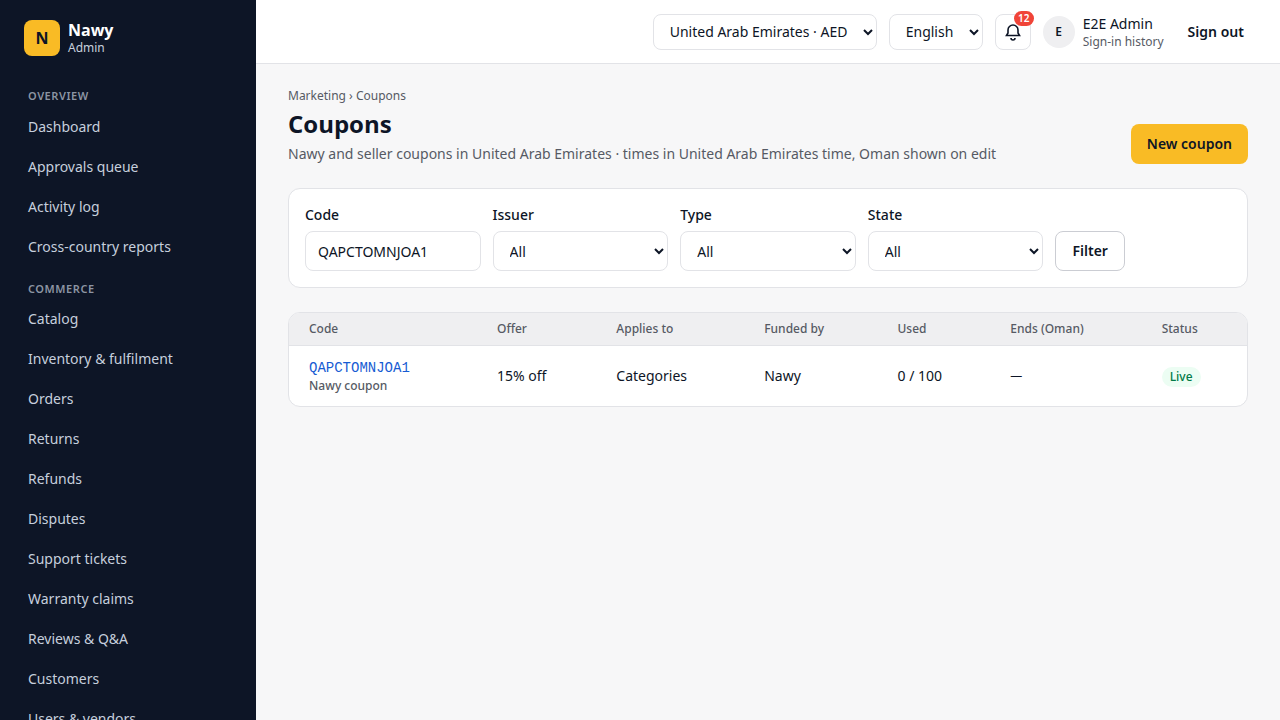 N
Nawy
Admin
United Arab Emirates · AED
English
12
E
E2E Admin
Sign-in history
Sign out
OVERVIEW
Dashboard
Approvals queue
Activity log
Cross-country reports
COMMERCE
Catalog
Inventory & fulfilment
Orders
Returns
Refunds
Disputes
Support tickets
Warranty claims
Reviews & Q&A
Customers
Users & vendors
Marketing › Coupons
Coupons
Nawy and seller coupons in United Arab Emirates · times in United Arab Emirates time, Oman shown on edit
New coupon
Code
Issuer
Type
State
QAPCTOMNJOA1
All
All
All
Filter
Code
Offer
Applies to
Funded by
Used
Ends (Oman)
Status
QAPCTOMNJOA1
Nawy coupon
15% off
Categories
Nawy
0 / 100
—
Live